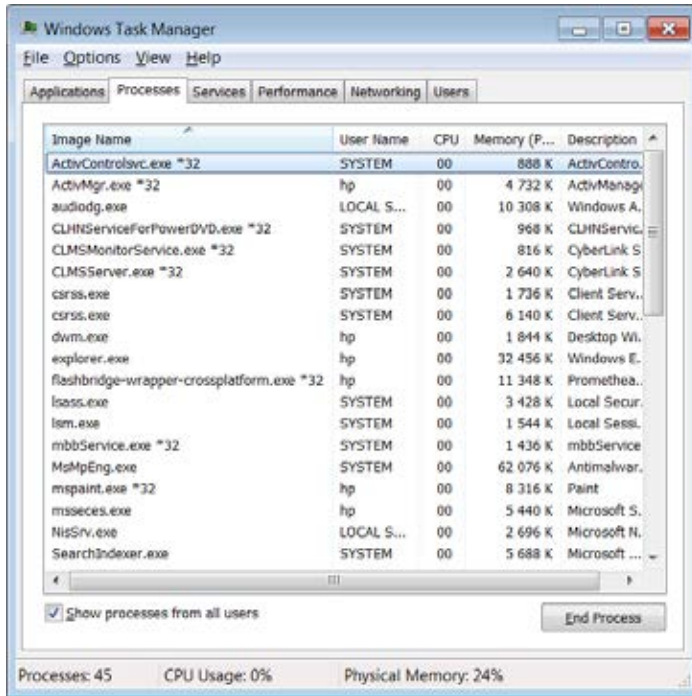 Windows Task Manager
File Options View Help
Applications Processes Services Performance Networking Users
Image Name User Name CPU Memory (P... Description
ActivControlsvc.exe *32 SYSTEM 00 888 K ActivContro.
ActivMgr.exe *32 hp 00 4 732 K ActivManag
audiodg.exe LOCAL S... 00 10 308 K Windows A.
CLHNServiceForPowerDVD.exe *32 SYSTEM 00 968 K CLHNServic.
CLMSMonitorService.exe *32 SYSTEM 00 816 K CyberLink S
CLMSServer.exe *32 SYSTEM 00 2 640 K CyberLink S
csrss.exe SYSTEM 00 1 736 K Client Serv..
csrss.exe SYSTEM 00 6 140 K Client Serv..
dwm.exe hp 00 1 844 K Desktop Wi.
explorer.exe hp 00 32 456 K Windows E.
flashbridge-wrapper-crossplatform.exe *32 hp 00 11 348 K Promethea..
lsass.exe SYSTEM 00 3 428 K Local Secur.
lsm.exe SYSTEM 00 1 544 K Local Sessi.
mbbService.exe *32 SYSTEM 00 1 436 K mbbService
MsMpEng.exe SYSTEM 00 62 076 K Antimalwar.
mspaint.exe *32 hp 00 8 316 K Paint
msseces.exe hp 00 5 440 K Microsoft S.
NisSrv.exe LOCAL S... 00 2 696 K Microsoft N.
SearchIndexer.exe SYSTEM 00 5 688 K Microsoft ...
Show processes from all users End Process
Processes: 45 CPU Usage: 0% Physical Memory: 24%